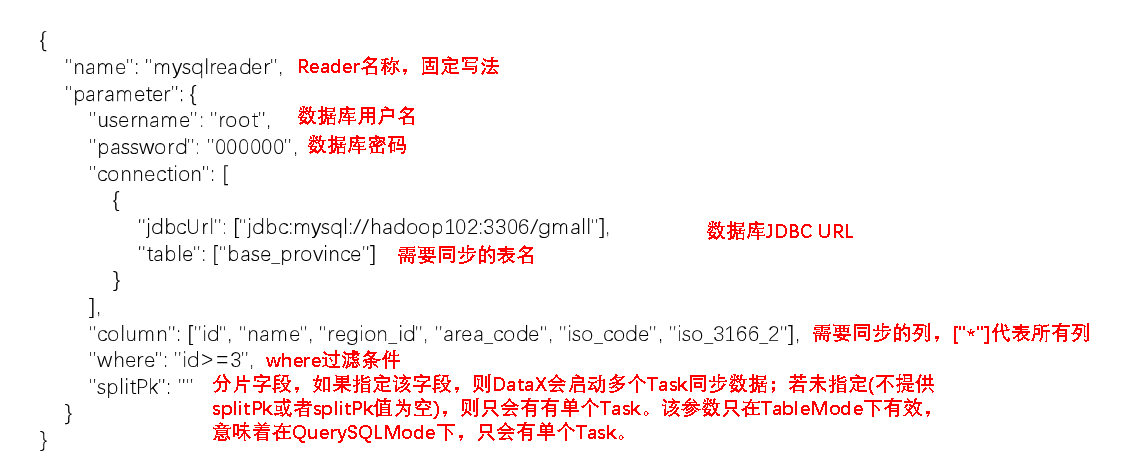 {
"name": "mysqlreader", Reader名称，固定写法
"parameter": {
"username": "root", 数据库用户名
"password": "000000", 数据库密码
"connection": [
{
"jdbcUrl": ["jdbc:mysql://hadoop102:3306/gmall"], 数据库JDBC URL
"table": ["base_province"] 需要同步的表名
}
],
"column": ["id", "name", "region_id", "area_code", "iso_code", "iso_3166_2"], 需要同步的列，["*"]代表所有列
"where": "id>=3", where过滤条件
"splitPk": "" 分片字段，如果指定该字段，则DataX会启动多个Task同步数据；若未指定(不提供
splitPk或者splitPk值为空)，则只会有有单个Task。该参数只在TableMode下有效，
意味着在QuerySQLMode下，只会有单个Task。
}
}